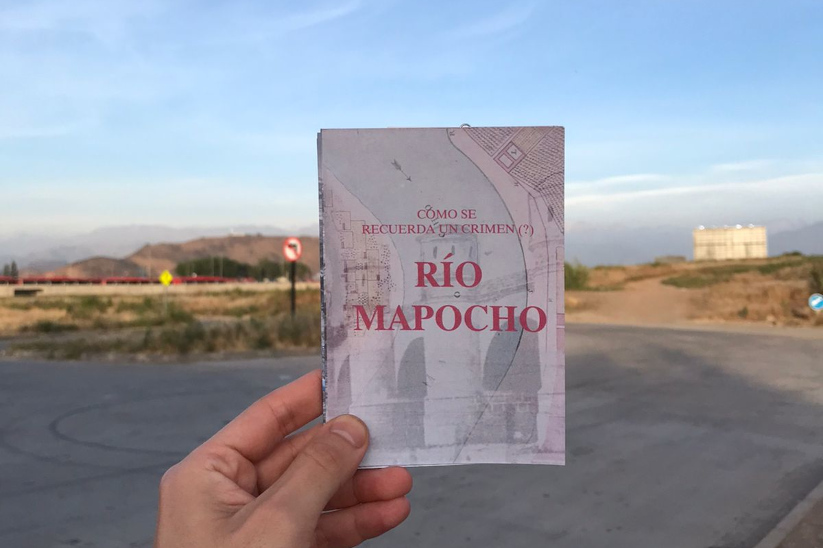 CÓMO SE
RECUERDA UN CRIMEN (?)
RÍO
MAPOCHO